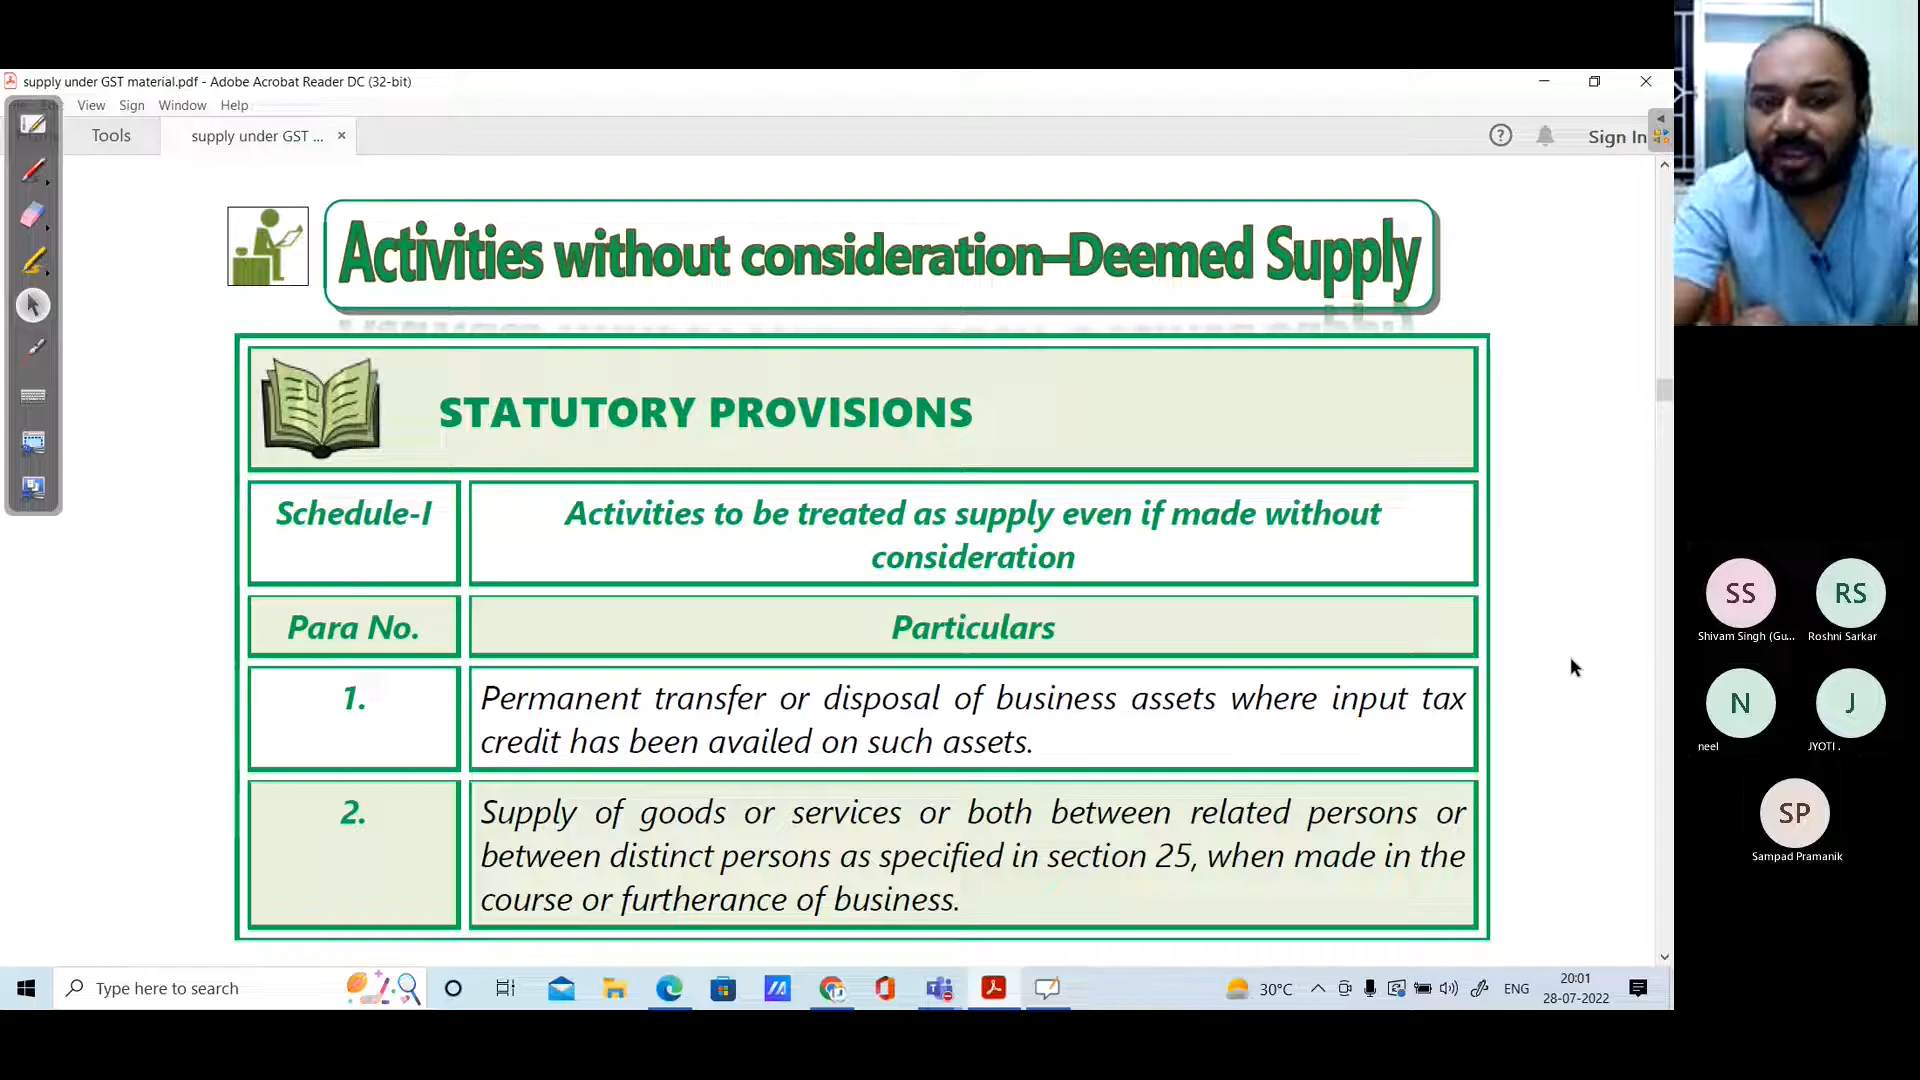 supply under GST material.pdf - Adobe Acrobat Reader DC (32-bit)
View Sign Window Help
Tools
supply under GST ... ×
Sign In
Activities without consideration–Deemed Supply
STATUTORY PROVISIONS
Schedule-I
Activities to be treated as supply even if made without
consideration
Para No.
Particulars
1.
Permanent transfer or disposal of business assets where input tax
credit has been availed on such assets.
2.
Supply of goods or services or both between related persons or
between distinct persons as specified in section 25, when made in the
course or furtherance of business.
SS
RS
Shivam Singh (Gu...
Roshni Sarkar
N
J
neel
JYOTI .
SP
Sampad Pramanik
Type here to search
30°C
ENG
20:01
28-07-2022